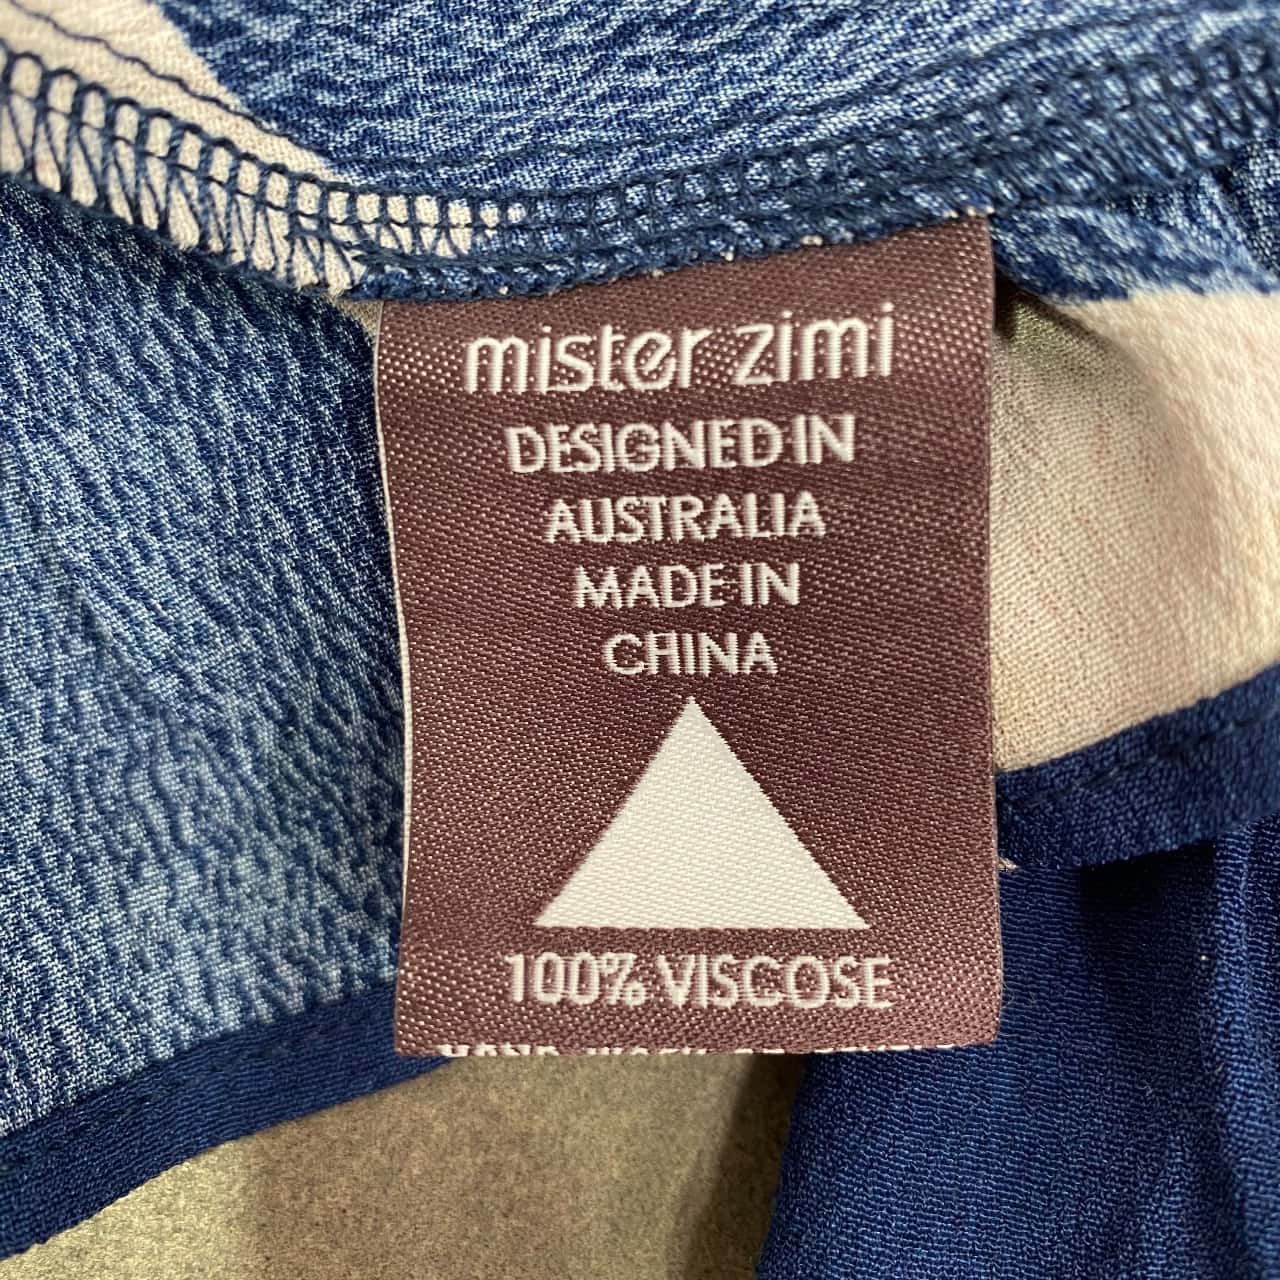 mister zimi
DESIGNED IN
AUSTRALIA
MADE IN
CHINA
100% VISCOSE